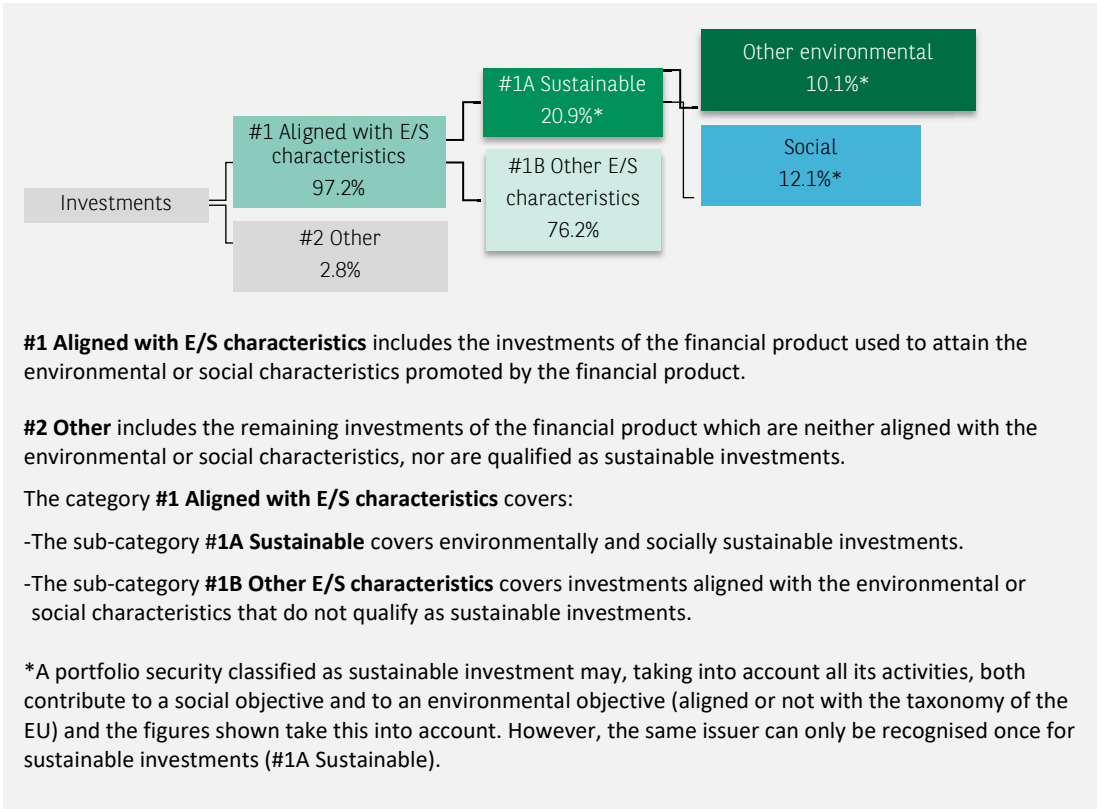 Other environmental
10.1%*
#1A Sustainable
20.9%*
#1 Aligned with E/S
characteristics
97.2%
Social
12.1%*
#1B Other E/S
characteristics
76.2%
Investments
#2 Other
2.8%
#1 Aligned with E/S characteristics includes the investments of the financial product used to attain the
environmental or social characteristics promoted by the financial product.
#2 Other includes the remaining investments of the financial product which are neither aligned with the
environmental or social characteristics, nor are qualified as sustainable investments.
The category #1 Aligned with E/S characteristics covers:
-The sub-category #1A Sustainable covers environmentally and socially sustainable investments.
-The sub-category #1B Other E/S characteristics covers investments aligned with the environmental or
social characteristics that do not qualify as sustainable investments.
*A portfolio security classified as sustainable investment may, taking into account all its activities, both
contribute to a social objective and to an environmental objective (aligned or not with the taxonomy of the
EU) and the figures shown take this into account. However, the same issuer can only be recognised once for
sustainable investments (#1A Sustainable).